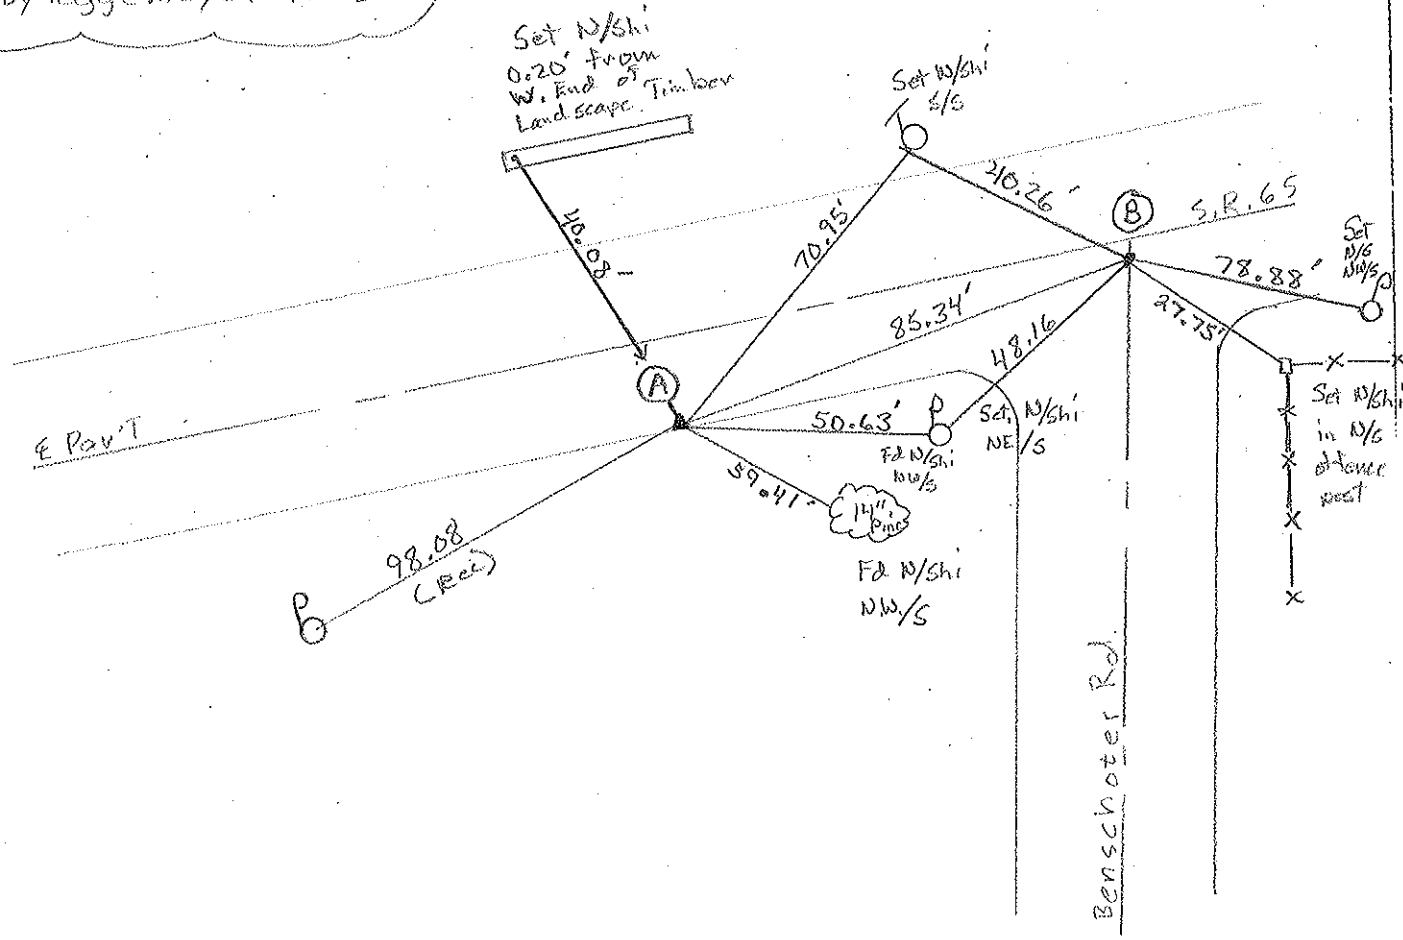 Set N/Shi
0.20' from
W. End of
Landscape Timber
Set N/Shi
S/S
40.08
70.95'
40.26'
B
S.R. 65
Set
N/S
NW/S
78.88'
27.75'
85.34'
48.16
A
50.63'
Fd N/Shi
NW/S
Set N/Shi
NE/S
Set N/Shi
in N/S
of fence
post
℄ Pav'T
59.41'
14"
Pine
Fd N/Shi
N.W./S
98.08
(Rec)
Benschoter Rd.